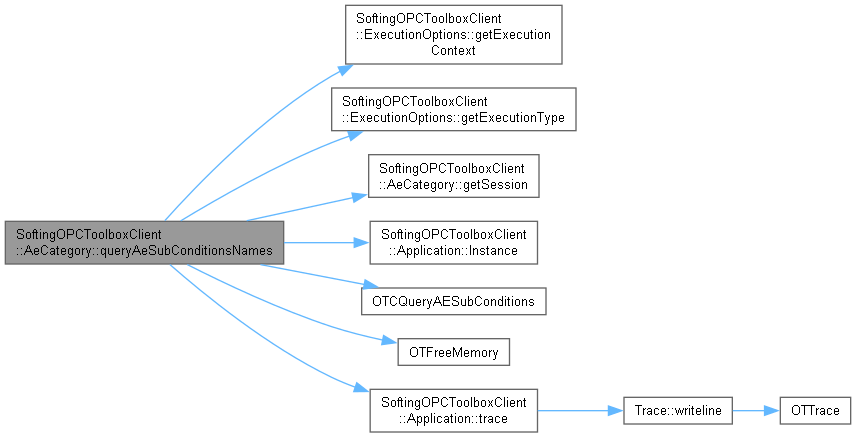 SoftingOPCToolboxClient
::ExecutionOptions::getExecution
Context
SoftingOPCToolboxClient
::ExecutionOptions::getExecutionType
SoftingOPCToolboxClient
::AeCategory::getSession
SoftingOPCToolboxClient
::AeCategory::queryAeSubConditionsNames
SoftingOPCToolboxClient
::Application::Instance
OTCQueryAESubConditions
OTFreeMemory
SoftingOPCToolboxClient
::Application::trace
Trace::writeline
OTTrace